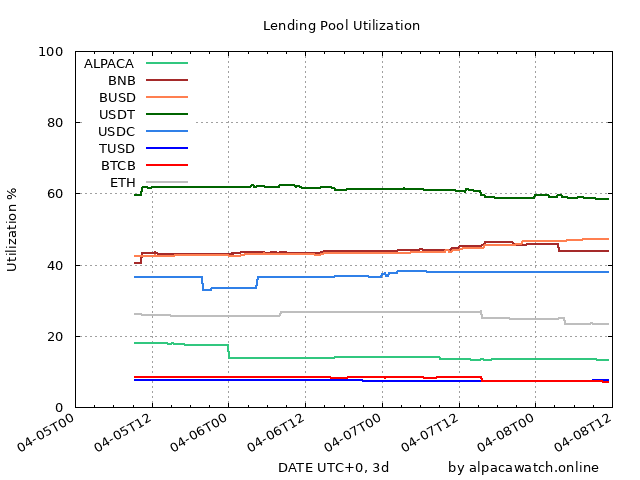 Lending Pool Utilization
100
80
60
40
20
0
Utilization %
ALPACA
BNB
BUSD
USDT
USDC
TUSD
BTCB
ETH
04-05T00
04-05T12
04-06T00
04-06T12
04-07T00
04-07T12
04-08T00
04-08T12
DATE UTC+0, 3d
by alpacawatch.online